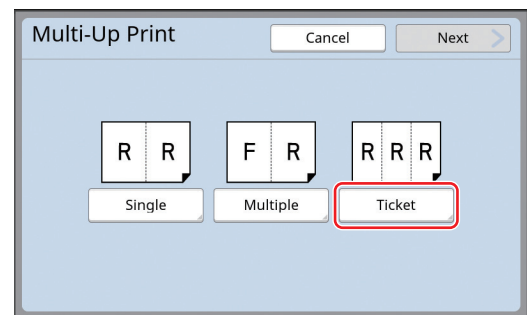 Multi-Up Print Cancel Next
R R F R R R R
Single Multiple Ticket